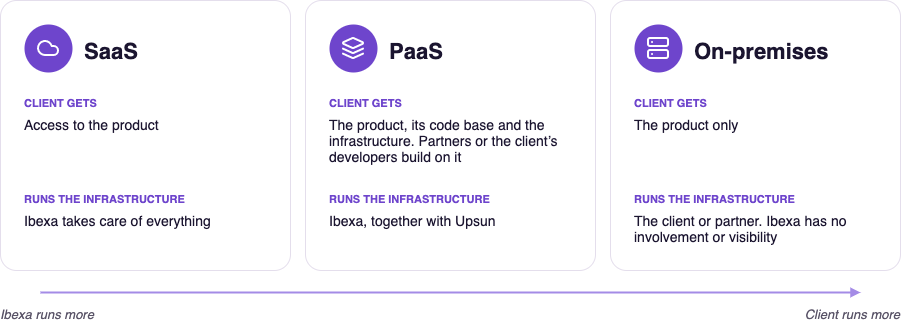 SaaS
CLIENT GETS
Access to the product
RUNS THE INFRASTRUCTURE
Ibexa takes care of everything
PaaS
CLIENT GETS
The product, its code base and the
infrastructure. Partners or the client’s
developers build on it
RUNS THE INFRASTRUCTURE
Ibexa, together with Upsun
On-premises
CLIENT GETS
The product only
RUNS THE INFRASTRUCTURE
The client or partner. Ibexa has no
involvement or visibility
Ibexa runs more
Client runs more